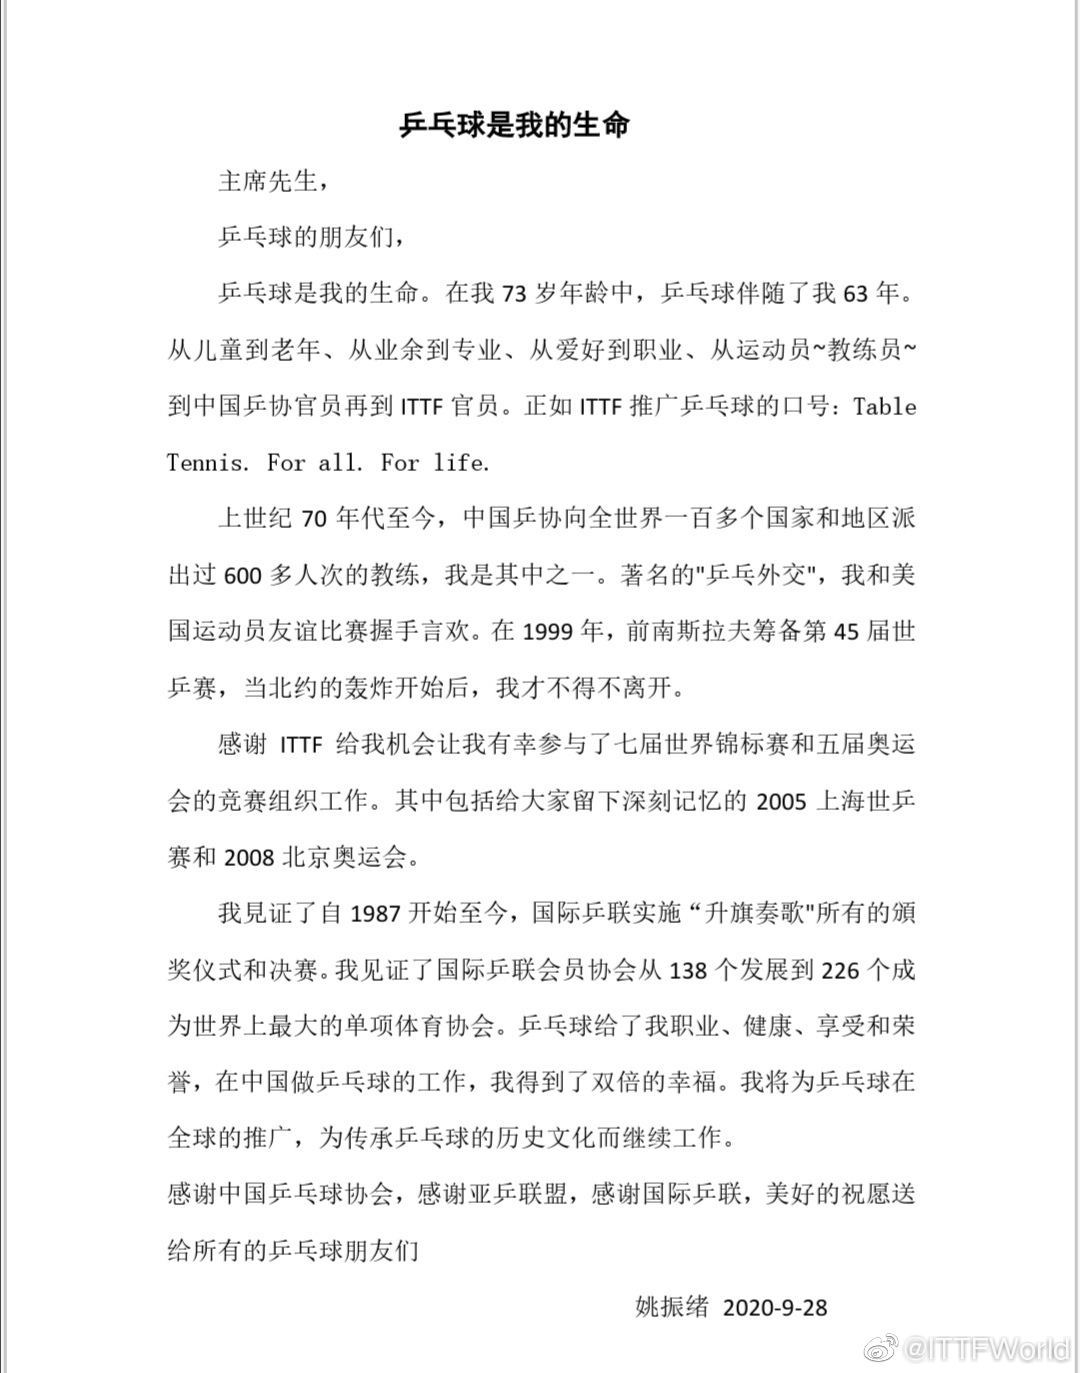 乒乓球是我的生命
主席先生，
乒乓球的朋友们，
乒乓球是我的生命。在我 73 岁年龄中，乒乓球伴随了我 63 年。
从儿童到老年、从业余到专业、从爱好到职业、从运动员~教练员~
到中国乒协官员再到 ITTF 官员。正如 ITTF 推广乒乓球的口号：Table
Tennis. For all. For life.
上世纪 70 年代至今，中国乒协向全世界一百多个国家和地区派
出过 600 多人次的教练，我是其中之一。著名的"乒乓外交"，我和美
国运动员友谊比赛握手言欢。在 1999 年，前南斯拉夫筹备第 45 届世
乒赛，当北约的轰炸开始后，我才不得不离开。
感谢 ITTF 给我机会让我有幸参与了七届世界锦标赛和五届奥运
会的竞赛组织工作。其中包括给大家留下深刻记忆的 2005 上海世乒
赛和 2008 北京奥运会。
我見证了自 1987 开始至今，国际乒联实施“升旗奏歌"所有的頒
奖仪式和决赛。我见证了国际乒联会员协会从 138 个发展到 226 个成
为世界上最大的单项体育协会。乒乓球给了我职业、健康、享受和荣
誉，在中国做乒乓球的工作，我得到了双倍的幸福。我将为乒乓球在
全球的推广，为传承乒乓球的历史文化而继续工作。
感谢中国乒乓球协会，感谢亚乒联盟，感谢国际乒联，美好的祝愿送
给所有的乒乓球朋友们
姚振绪 2020-9-28
@ITTFWorld